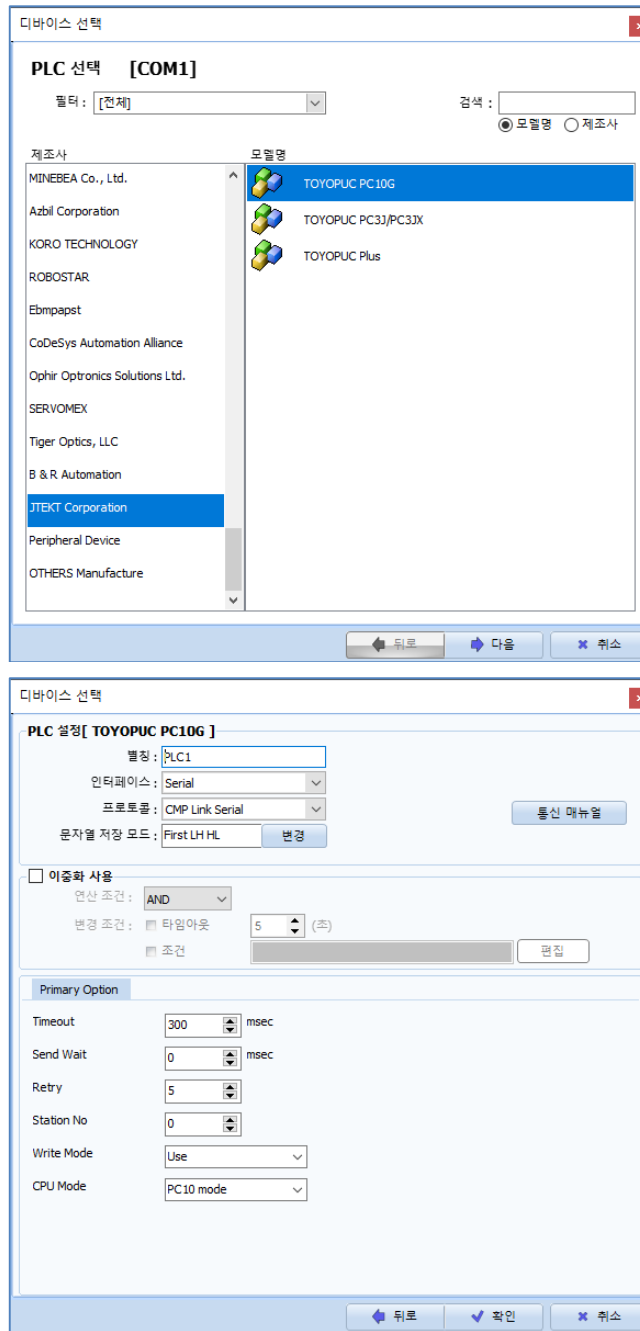 디바이스 선택
PLC 선택 [COM1]
필터 : [전체] 검색 :
모델명 제조사
제조사 모렐명
MINEBEA Co., Ltd. TOYOPUC PC10G
Azbil Corporation TOYOPUC PC3J/PC3JX
KORO TECHNOLOGY TOYOPUC Plus
ROBOSTAR
Ebmpapst
CoDeSys Automation Alliance
Ophir Optronics Solutions Ltd.
SERVOMEX
Tiger Optics, LLC
B & R Automation
JTEKT Corporation
Peripheral Device
OTHERS Manufacture
뒤로 다음 취소
디바이스 선택
PLC 설정[ TOYOPUC PC10G ]
별칭 : PLC1
인터페이스 : Serial
프로토콜 : CMP Link Serial 통신 매뉴얼
문자열 저장 모드 : First LH HL 변경
이중화 사용
연산 조건 : AND
변경 조건 : 타임아웃 5 (초)
조건 편집
Primary Option
Timeout 300 msec
Send Wait 0 msec
Retry 5
Station No 0
Write Mode Use
CPU Mode PC10 mode
뒤로 확인 취소